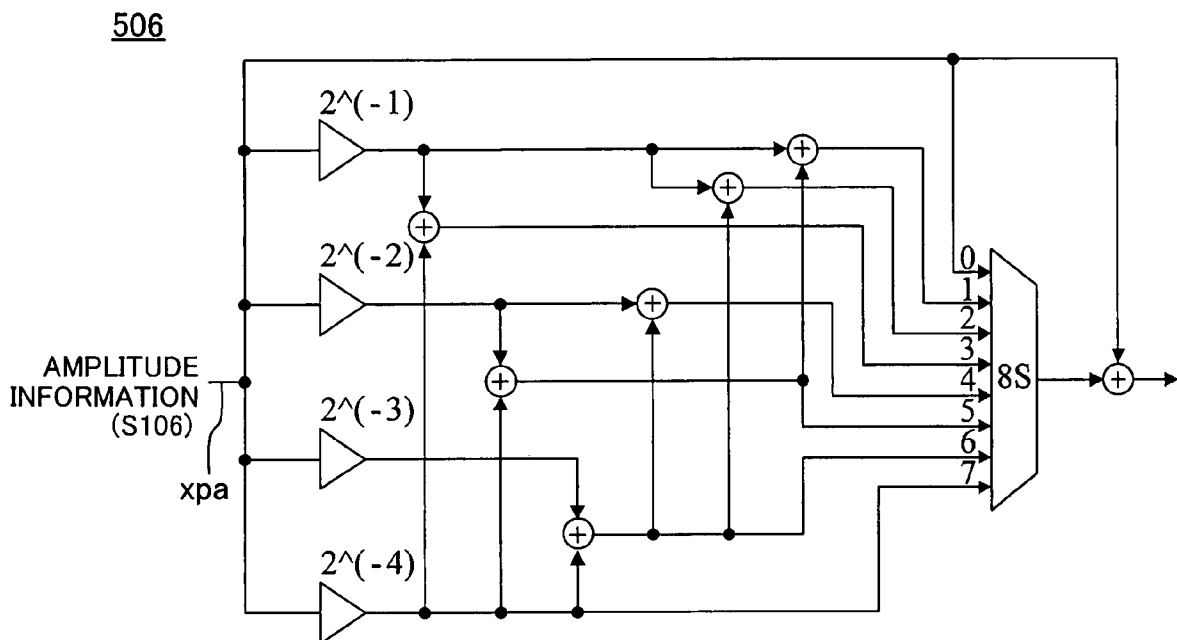 506
2^(-1)
2^(-2)
AMPLITUDE
INFORMATION
(S106)
xpa
2^(-3)
2^(-4)
0
1
2
3
4
5
6
7
8S